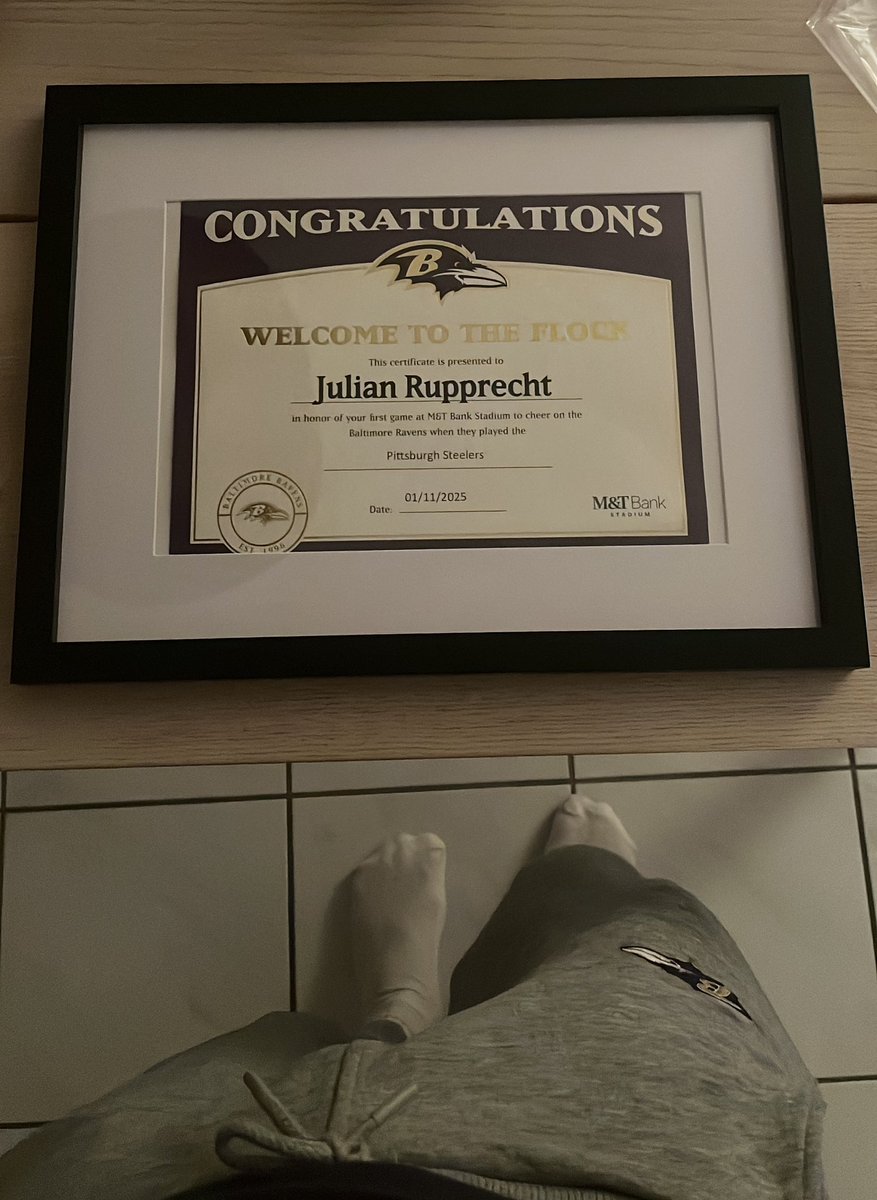 CONGRATULATIONS
B
WELCOME TO THE FLOCK
This certificate is presented to
Julian Rupprecht
in honor of your first game at M&T Bank Stadium to cheer on the
Baltimore Ravens when they played the
Pittsburgh Steelers
01/11/2025
Date:
BALTIMORE RAVENS
B
EST. 1996
M&T Bank
STADIUM
B